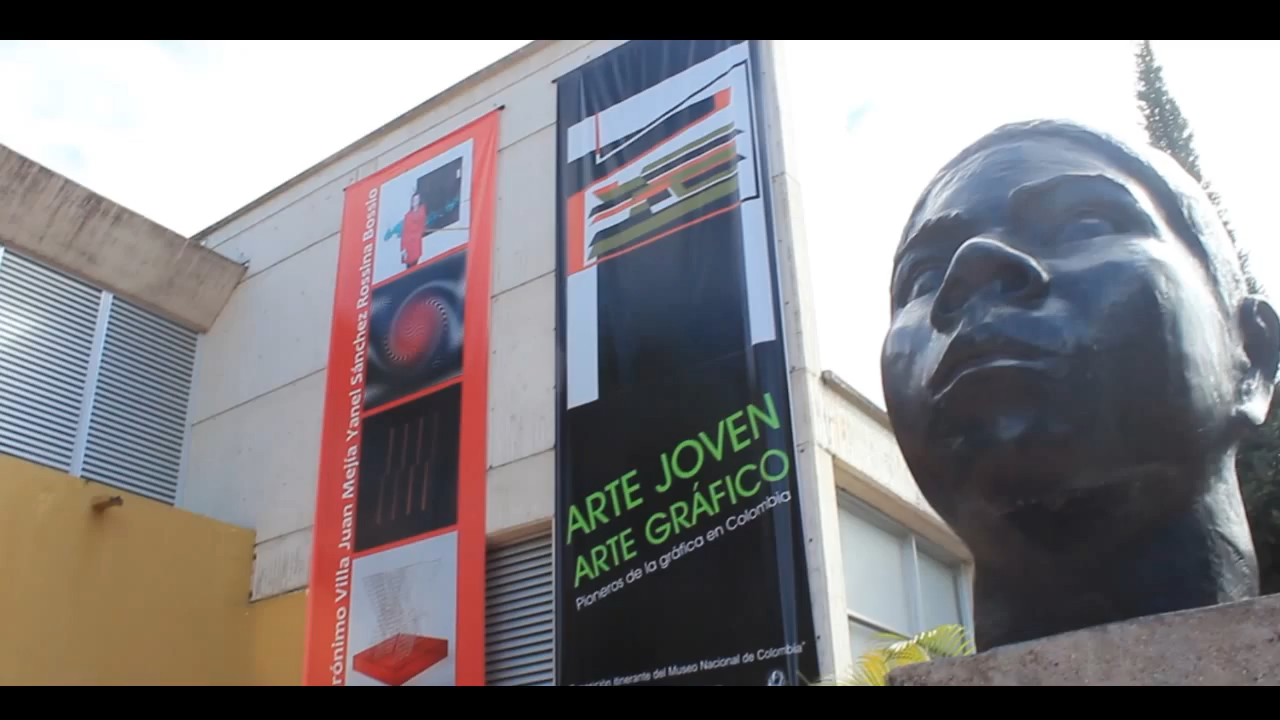 Villa Juan Mejía Yanel Sánchez Rossina Bossio
ARTE JOVEN
ARTE GRÁFICO
Pioneros de la gráfica en Colombia
itinerante del Museo Nacional de Colombia"